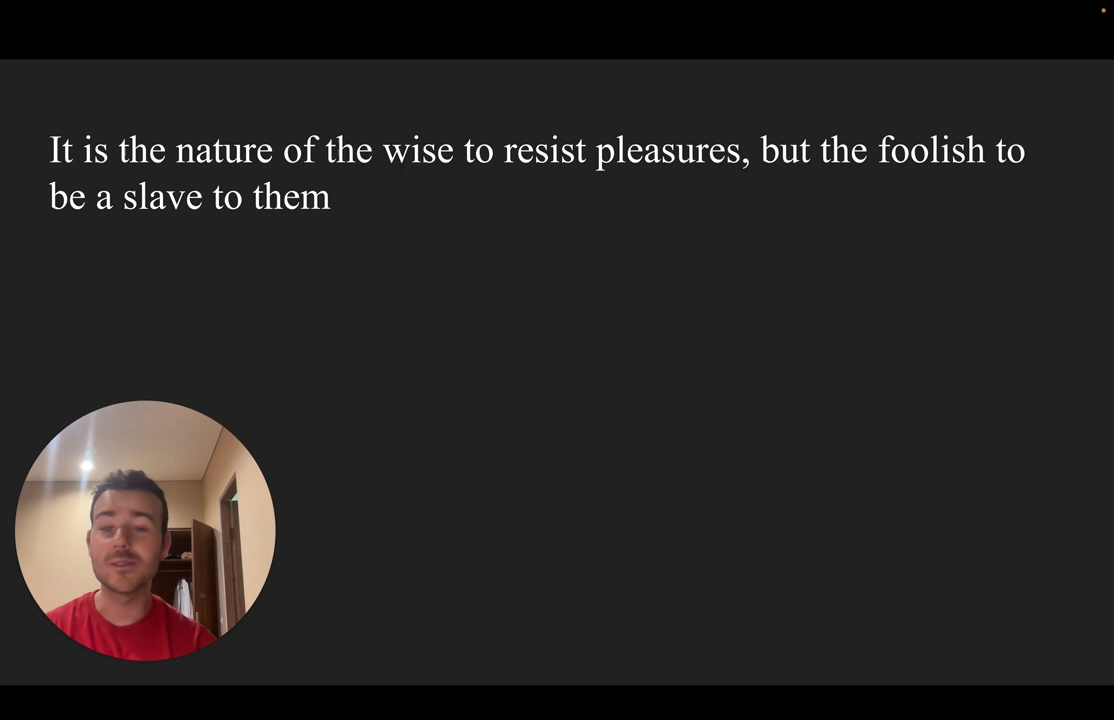 It is the nature of the wise to resist pleasures, but the foolish to
be a slave to them